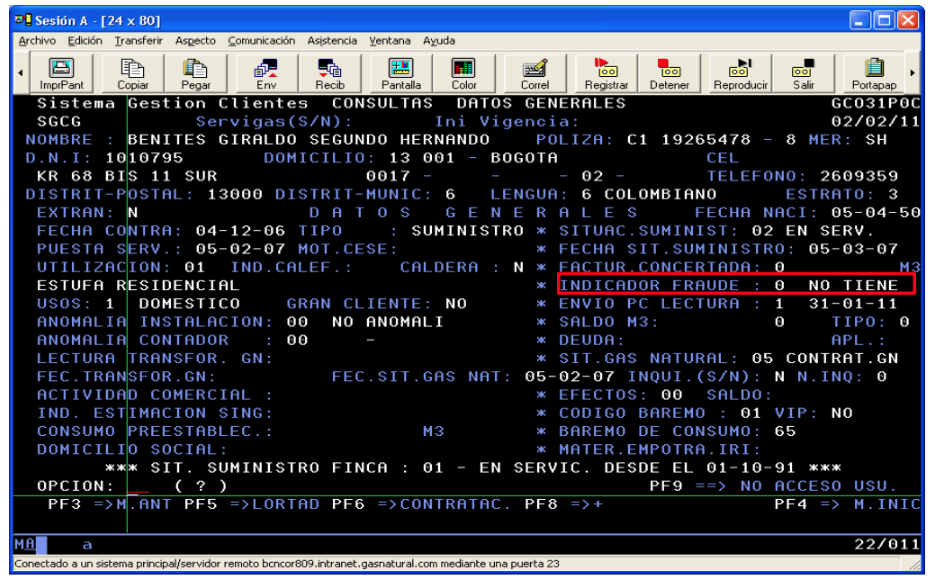 Sesión A - [24 x 80]
Archivo Edición Transferir Aspecto Comunicación Asistencia Ventana Ayuda
ImprPant Copiar Pegar Env Recib Pantalla Color Correl Registrar Detener Reproducir Salir Portapap
Sistema Gestion Clientes CONSULTAS DATOS GENERALES GC031P0C
SGCG Servigas(S/N): Ini Vigencia: 02/02/11
NOMBRE : BENITES GIRALDO SEGUNDO HERNANDO POLIZA: C1 19265478 - 8 MER: SH
D.N.I: 1010795 DOMICILIO: 13 001 - BOGOTA CEL
KR 68 BIS 11 SUR 0017 - - - 02 - TELEFONO: 2609359
DISTRIT-POSTAL: 13000 DISTRIT-MUNIC: 6 LENGUA: 6 COLOMBIANO ESTRATO: 3
EXTRAN: N D A T O S G E N E R A L E S FECHA NACI: 05-04-50
FECHA CONTRA: 04-12-06 TIPO : SUMINISTRO * SITUAC.SUMINIST: 02 EN SERV.
PUESTA SERV.: 05-02-07 MOT.CESE: * FECHA SIT.SUMINISTRO: 05-03-07
UTILIZACION: 01 IND.CALEF.: CALDERA : N * FACTUR.CONCERTADA: 0 M3
ESTUFA RESIDENCIAL * INDICADOR FRAUDE : 0 NO TIENE
USOS: 1 DOMESTICO GRAN CLIENTE: NO * ENVIO PC LECTURA : 1 31-01-11
ANOMALIA INSTALACION: 00 NO ANOMALI * SALDO M3: 0 TIPO: 0
ANOMALIA CONTADOR : 00 - * DEUDA: APL.:
LECTURA TRANSFOR. GN: * SIT.GAS NATURAL: 05 CONTRAT.GN
FEC.TRANSFOR.GN: FEC.SIT.GAS NAT: 05-02-07 INQUI.(S/N): N N.INQ: 0
ACTIVIDAD COMERCIAL : * EFECTOS: 00 SALDO:
IND. ESTIMACION SING: * CODIGO BAREMO : 01 VIP: NO
CONSUMO PREESTABLEC.: M3 * BAREMO DE CONSUMO: 65
DOMICILIO SOCIAL: * MATER.EMPOTRA.IRI:
*** SIT. SUMINISTRO FINCA : 01 - EN SERVIC. DESDE EL 01-10-91 ***
OPCION: __ ( ? ) PF9 ==> NO ACCESO USU.
PF3 =>M.ANT PF5 =>LORTAD PF6 =>CONTRATAC. PF8 =>+ PF4 => M.INIC
MA a 22/011
Conectado a un sistema principal/servidor remoto bcncor809.intranet.gasnatural.com mediante una puerta 23